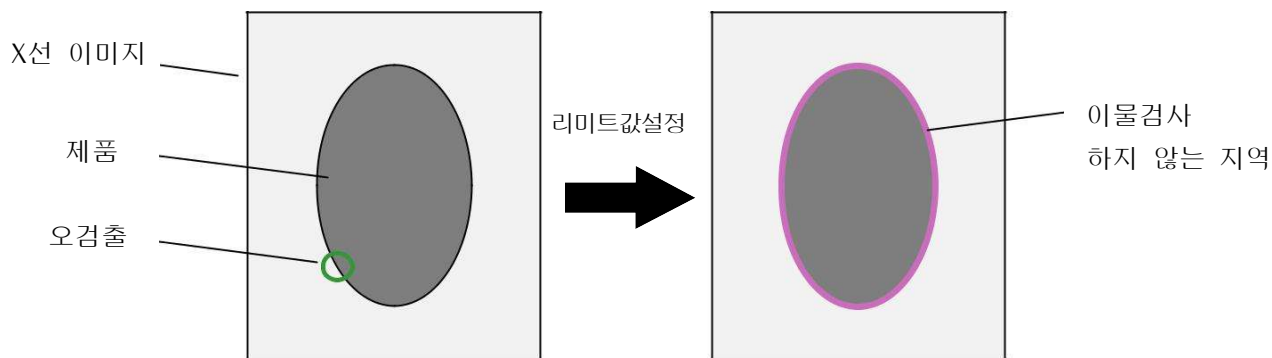 X선 이미지
제품
오검출
리미트값설정
이물검사
하지 않는 지역